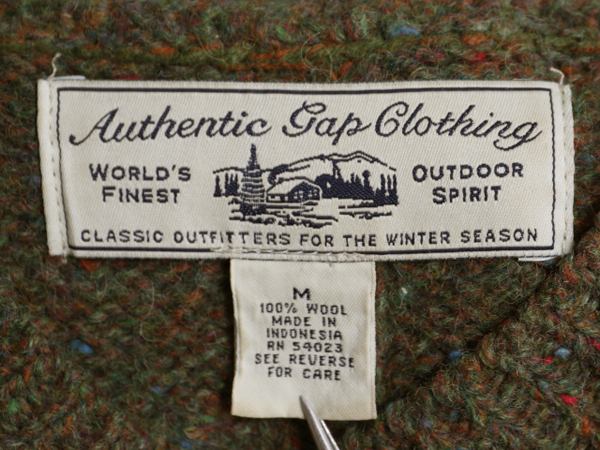 Authentic Gap Clothing
WORLD'S FINEST
OUTDOOR SPIRIT
CLASSIC OUTFITTERS FOR THE WINTER SEASON
M
100% WOOL
MADE IN
INDONESIA
RN 54023
SEE REVERSE
FOR CARE